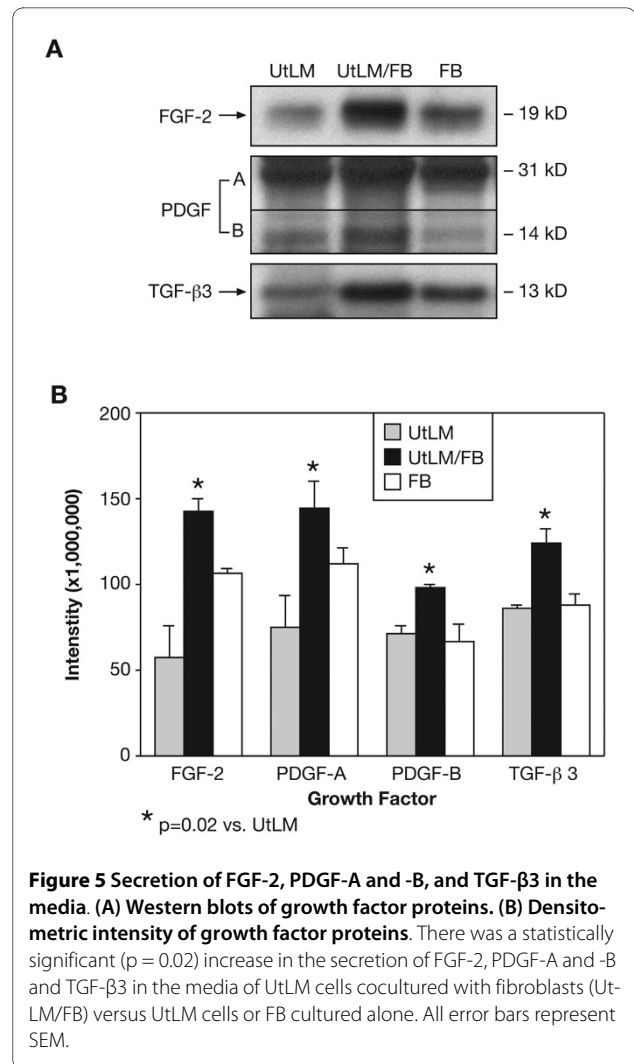 A
UtLM UtLM/FB FB
FGF-2 → – 19 kD
A – 31 kD
PDGF
B – 14 kD
TGF-β3 → – 13 kD
B
200
150
100
50
0
Intenstity (x1,000,000)
UtLM
UtLM/FB
FB
* * * *
FGF-2 PDGF-A PDGF-B TGF-β 3
Growth Factor
* p=0.02 vs. UtLM
Figure 5 Secretion of FGF-2, PDGF-A and -B, and TGF-β3 in the
media. (A) Western blots of growth factor proteins. (B) Densito-
metric intensity of growth factor proteins. There was a statistically
significant (p = 0.02) increase in the secretion of FGF-2, PDGF-A and -B
and TGF-β3 in the media of UtLM cells cocultured with fibroblasts (Ut-
LM/FB) versus UtLM cells or FB cultured alone. All error bars represent
SEM.